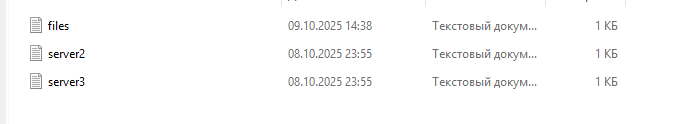 files 09.10.2025 14:38 Текстовый докум... 1 КБ
server2 08.10.2025 23:55 Текстовый докум... 1 КБ
server3 08.10.2025 23:55 Текстовый докум... 1 КБ